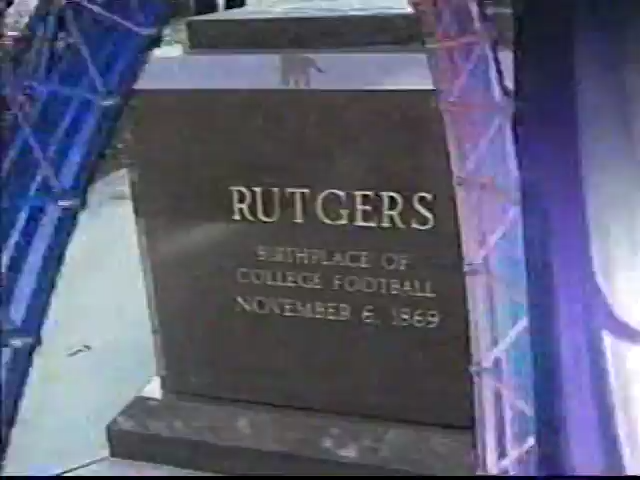 RUTGERS
BIRTHPLACE OF
COLLEGE FOOTBALL
NOVEMBER 6, 1869